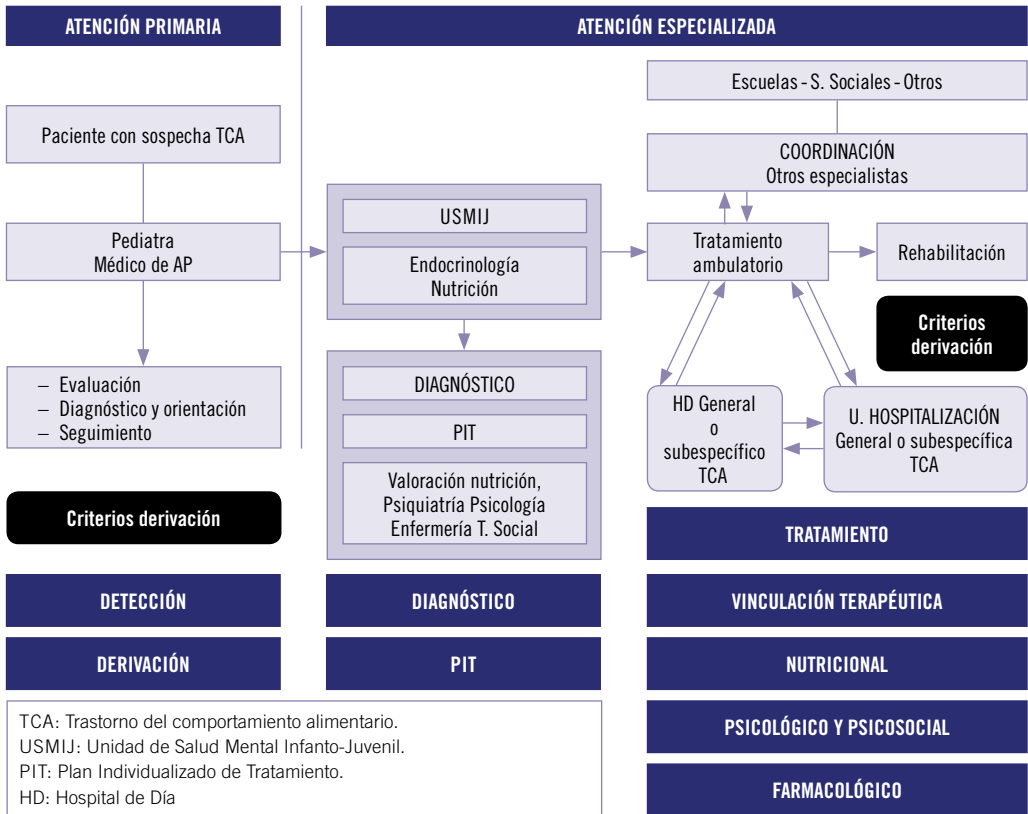 ATENCIÓN PRIMARIA
Paciente con sospecha TCA
Pediatra
Médico de AP
– Evaluación
– Diagnóstico y orientación
– Seguimiento
Criterios derivación
DETECCIÓN
DERIVACIÓN
ATENCIÓN ESPECIALIZADA
USMIJ
Endocrinología
Nutrición
DIAGNÓSTICO
PIT
Valoración nutrición,
Psiquiatría Psicología
Enfermería T. Social
DIAGNÓSTICO
PIT
Escuelas - S. Sociales - Otros
COORDINACIÓN
Otros especialistas
Tratamiento
ambulatorio
Rehabilitación
Criterios
derivación
HD General
o
subespecífico
TCA
U. HOSPITALIZACIÓN
General o subespecífica
TCA
TRATAMIENTO
VINCULACIÓN TERAPÉUTICA
NUTRICIONAL
PSICOLÓGICO Y PSICOSOCIAL
FARMACOLÓGICO
TCA: Trastorno del comportamiento alimentario.
USMIJ: Unidad de Salud Mental Infanto-Juvenil.
PIT: Plan Individualizado de Tratamiento.
HD: Hospital de Día